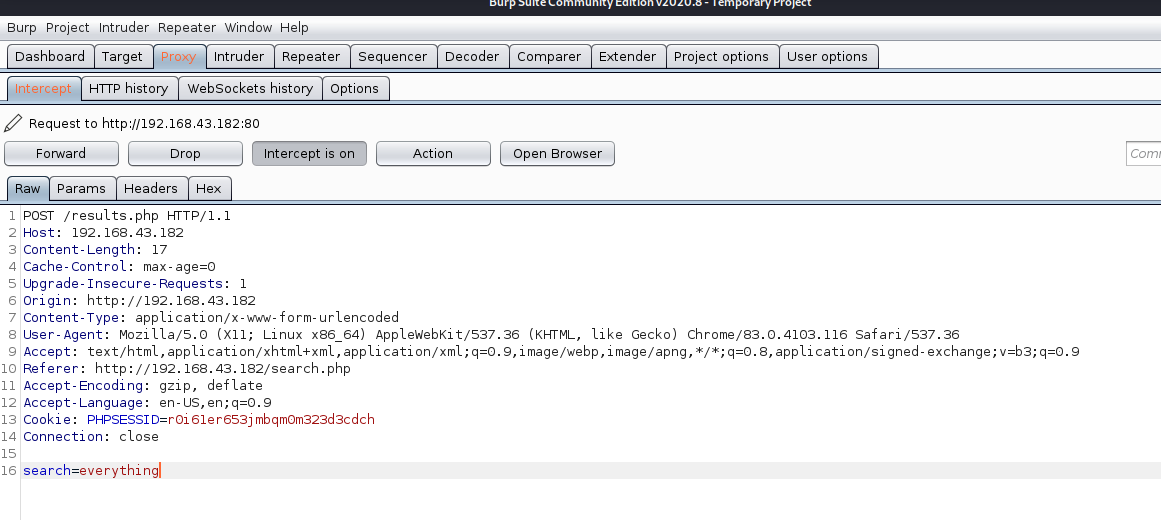 Burp Suite Community Edition v2020.8 - Temporary Project
Burp Project Intruder Repeater Window Help
Dashboard Target Proxy Intruder Repeater Sequencer Decoder Comparer Extender Project options User options
Intercept HTTP history WebSockets history Options
Request to http://192.168.43.182:80
Forward Drop Intercept is on Action Open Browser Comm
Raw Params Headers Hex
1 POST /results.php HTTP/1.1
2 Host: 192.168.43.182
3 Content-Length: 17
4 Cache-Control: max-age=0
5 Upgrade-Insecure-Requests: 1
6 Origin: http://192.168.43.182
7 Content-Type: application/x-www-form-urlencoded
8 User-Agent: Mozilla/5.0 (X11; Linux x86_64) AppleWebKit/537.36 (KHTML, like Gecko) Chrome/83.0.4103.116 Safari/537.36
9 Accept: text/html,application/xhtml+xml,application/xml;q=0.9,image/webp,image/apng,*/*;q=0.8,application/signed-exchange;v=b3;q=0.9
10 Referer: http://192.168.43.182/search.php
11 Accept-Encoding: gzip, deflate
12 Accept-Language: en-US,en;q=0.9
13 Cookie: PHPSESSID=r0i61er653jmbqm0m323d3cdch
14 Connection: close
15
16 search=everything